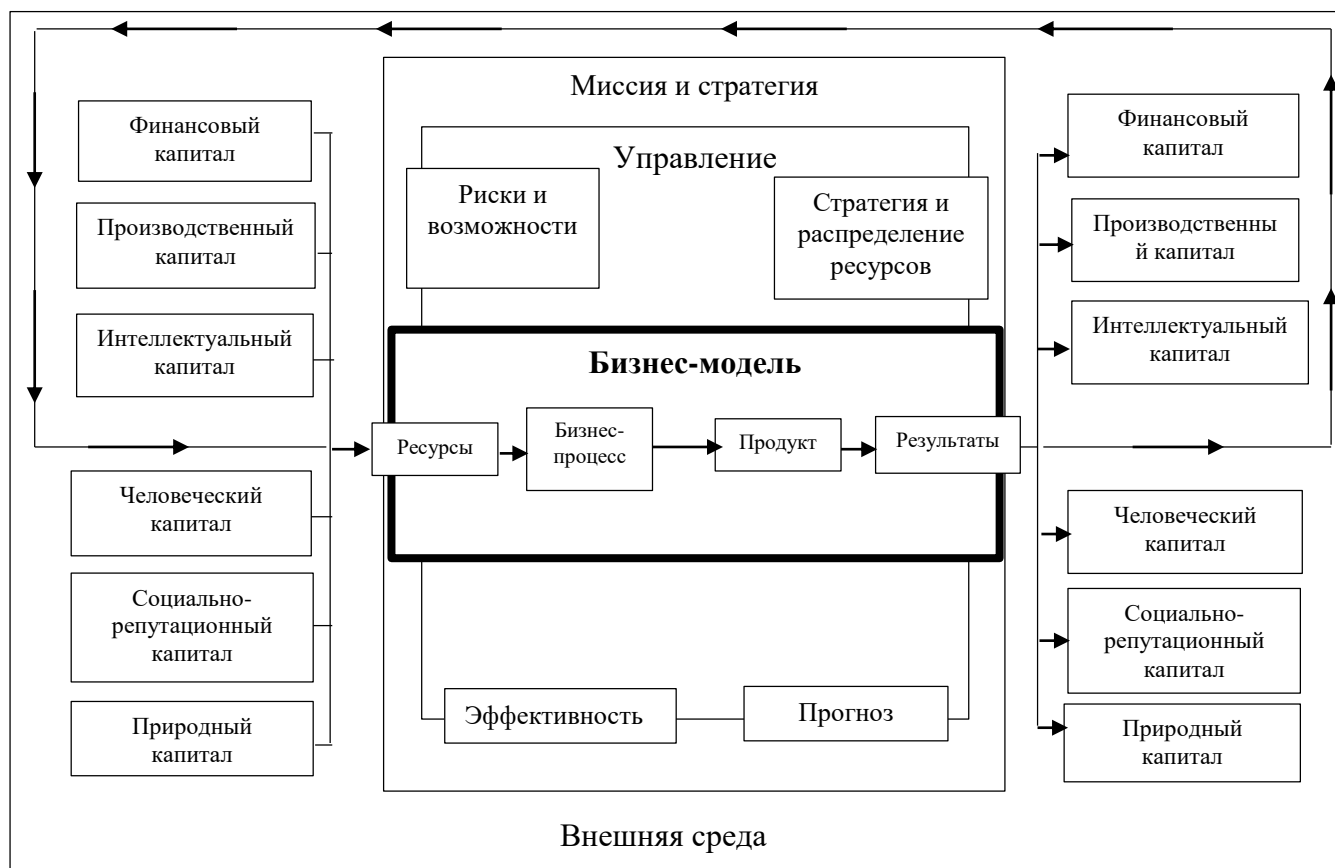 Миссия и стратегия
Финансовый
капитал
Производственный
капитал
Интеллектуальный
капитал
Человеческий
капитал
Социально-
репутационный
капитал
Природный
капитал
Управление
Риски и
возможности
Стратегия и
распределение
ресурсов
Бизнес-модель
Ресурсы
Бизнес-
процесс
Продукт
Результаты
Эффективность
Прогноз
Финансовый
капитал
Производственны
й капитал
Интеллектуальный
капитал
Человеческий
капитал
Социально-
репутационный
капитал
Природный
капитал
Внешняя среда